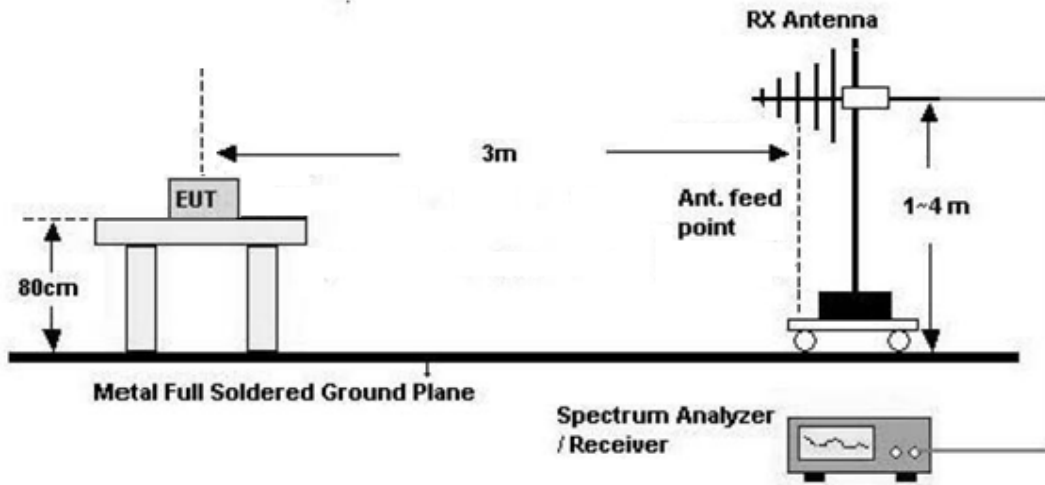 RX Antenna
3m
EUT
Ant. feed
point
1~4 m
80cm
Metal Full Soldered Ground Plane
Spectrum Analyzer
/ Receiver